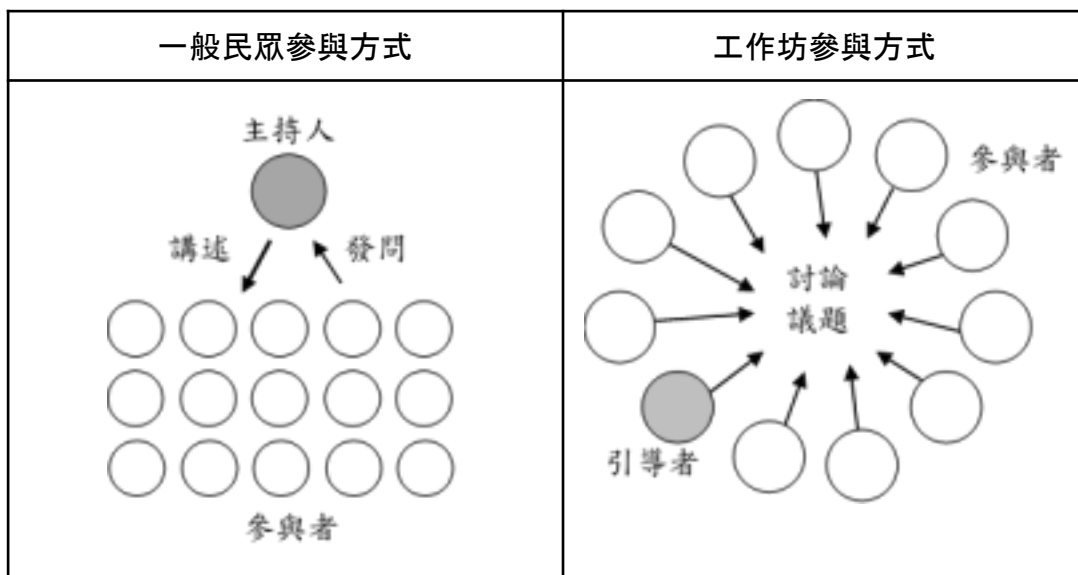 一般民眾參與方式
工作坊參與方式
主持人
講述
發問
參與者
參與者
討論
議題
引導者